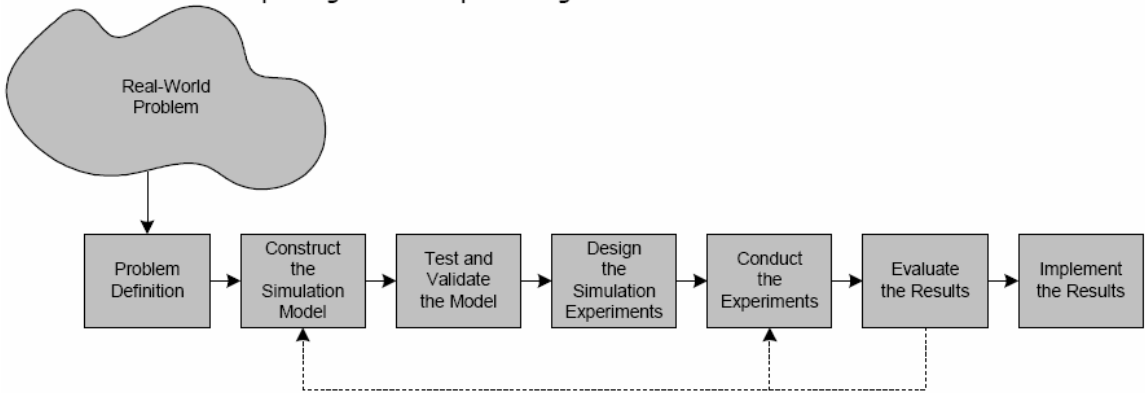 Real-World
Problem
Problem
Definition
Construct
the
Simulation
Model
Test and
Validate
the Model
Design
the
Simulation
Experiments
Conduct
the
Experiments
Evaluate
the Results
Implement
the Results